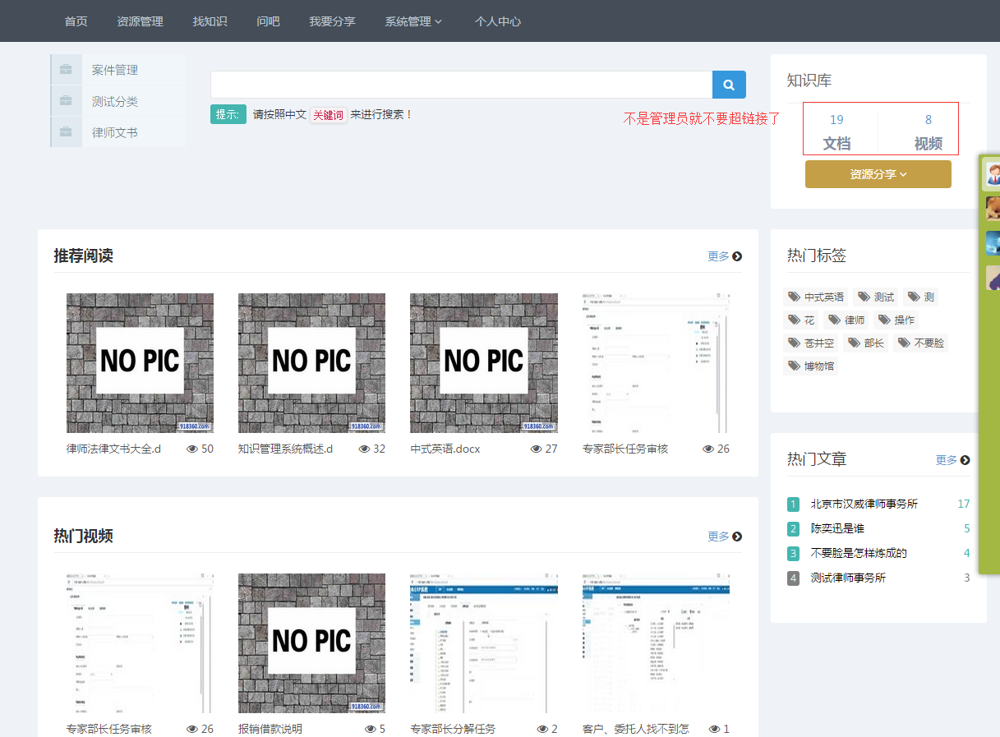 首页 资源管理 找知识 问吧 我要分享 系统管理 个人中心
案件管理
测试分类
律师文书
提示: 请按照中文 关键词 来进行搜索！
不是管理员就不要超链接了
知识库
19 8
文档 视频
资源分享
推荐阅读 更多
NO PIC NO PIC NO PIC
918360.com 918360.com 918360.com
律师法律文书大全.d 50 知识管理系统概述.d 32 中式英语.docx 27 专家部长任务审核 26
热门标签
中式英语 测试 测
花 律师 操作
苍井空 部长 不要脸
博物馆
热门文章 更多
1 北京市汉威律师事务所 17
2 陈奕迅是谁 5
3 不要脸是怎样炼成的 4
4 测试律师事务所 3
热门视频 更多
NO PIC
918360.com
专家部长任务审核 26 报销借款说明 5 专家部长分解任务 2 客户、委托人找不到怎 1